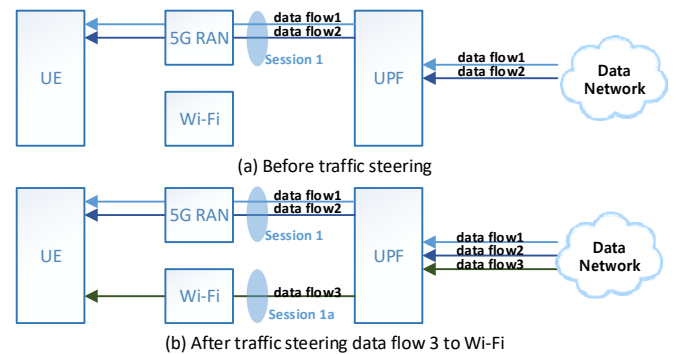 data flow1
data flow2
5G RAN
Session 1
UE
UPF
data flow1
data flow2
Data
Network
Wi-Fi
(a) Before traffic steering
data flow1
data flow2
5G RAN
Session 1
UE
UPF
data flow1
data flow2
data flow3
Data
Network
Wi-Fi
data flow3
Session 1a
(b) After traffic steering data flow 3 to Wi-Fi